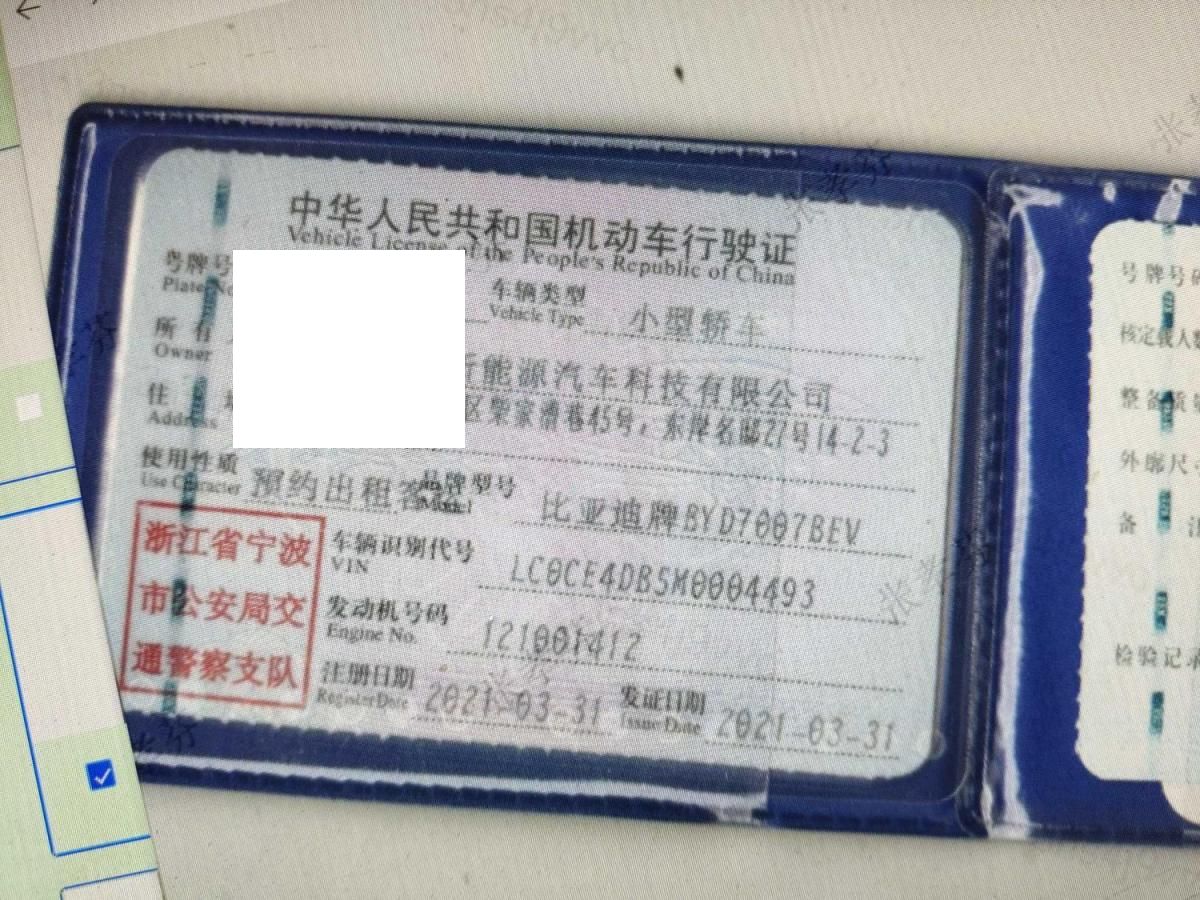 中华人民共和国机动车行驶证
Vehicle License of the People's Republic of China
号牌号
Plate No
车辆类型
Vehicle Type
小型轿车
所有
Owner
能源汽车科技有限公司
住
Address
区柴家漕巷45号,东岸名邸27号14-2-3
使用性质
Use Character
预约出租客运
品牌型号
Model
比亚迪牌BYD7007BEV
浙江省宁波
市公安局交
通警察支队
车辆识别代号
VIN
LC0CE4DB5M0004493
发动机号码
Engine No.
121001412
注册日期
Register Date
2021-03-31
发证日期
Issue Date
2021-03-31
号牌号码
核定载人
整备质
外廓尺
备
检验记